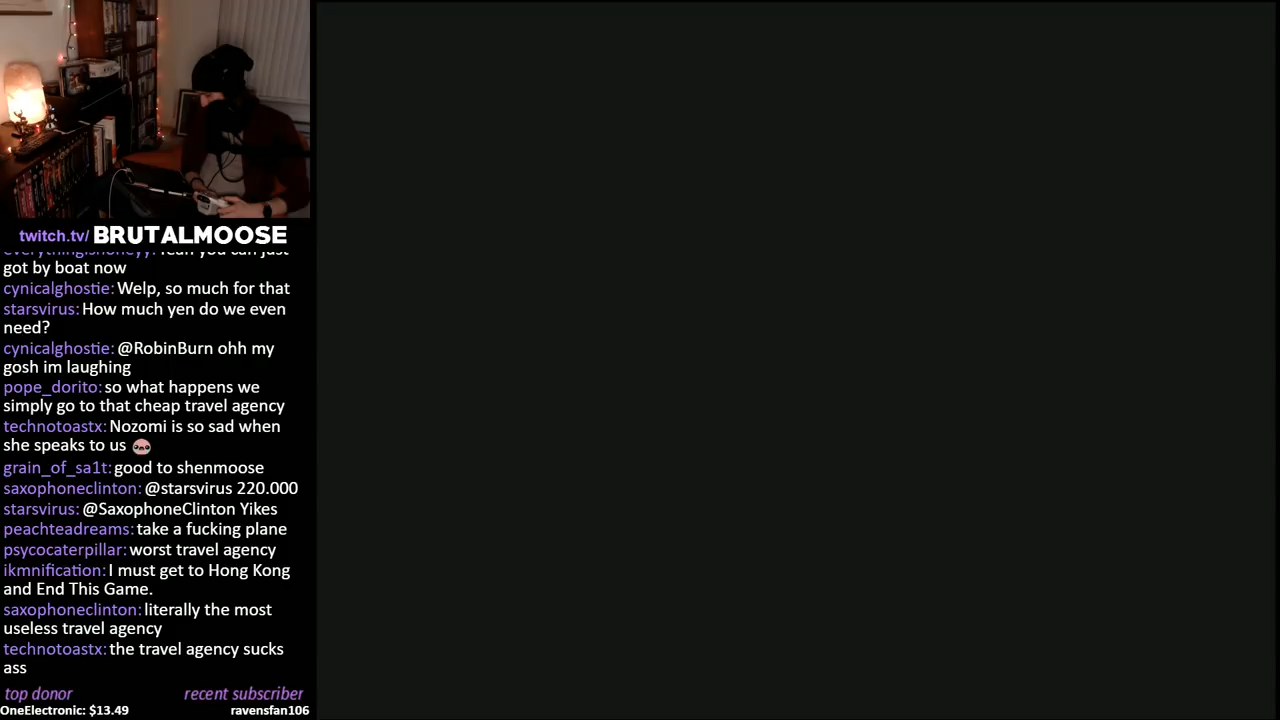 twitch.tv/ BRUTALMOOSE
everythingishoneyy: Yeah you can just
got by boat now
cynicalghostie: Welp, so much for that
starsvirus: How much yen do we even
need?
cynicalghostie: @RobinBurn ohh my
gosh im laughing
pope_dorito: so what happens we
simply go to that cheap travel agency
technotoastx: Nozomi is so sad when
she speaks to us
grain_of_sa1t: good to shenmoose
saxophoneclinton: @starsvirus 220.000
starsvirus: @SaxophoneClinton Yikes
peachteadreams: take a fucking plane
psycocaterpillar: worst travel agency
ikmnification: I must get to Hong Kong
and End This Game.
saxophoneclinton: literally the most
useless travel agency
technotoastx: the travel agency sucks
ass
top donor recent subscriber
OneElectronic: $13.49 ravensfan106